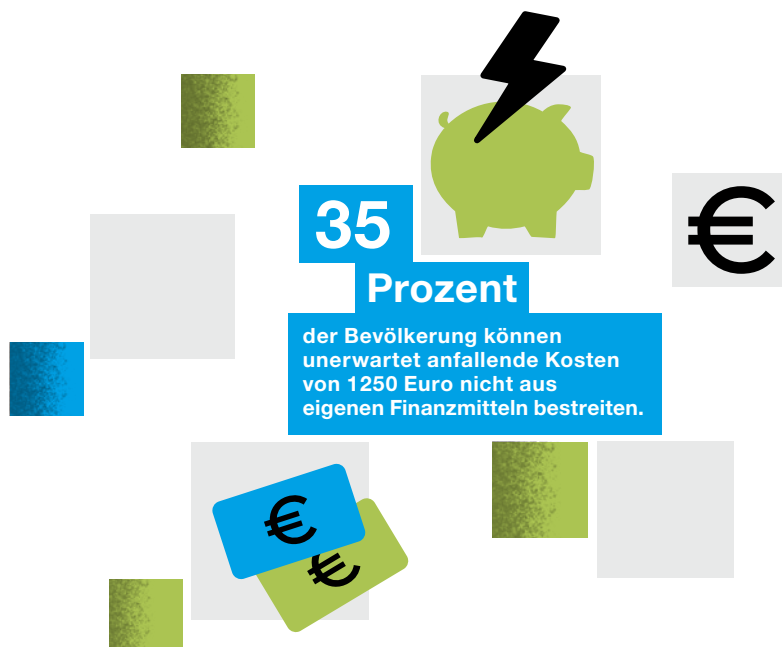 35
Prozent
der Bevölkerung können
unerwartet anfallende Kosten
von 1250 Euro nicht aus
eigenen Finanzmitteln bestreiten.
€
€
€